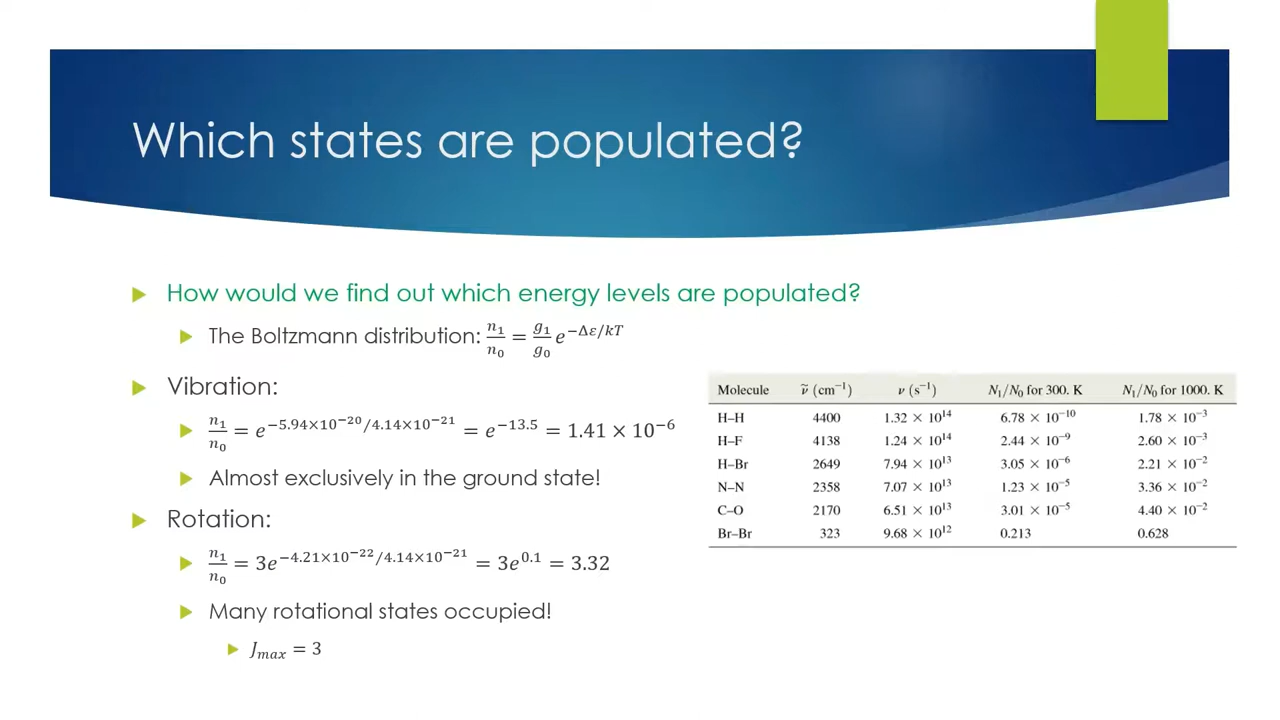 Which states are populated?
How would we find out which energy levels are populated?
The Boltzmann distribution: n₁/n₀ = g₁/g₀ e^(−Δε/kT)
Vibration:
n₁/n₀ = e^(−5.94×10⁻²⁰/4.14×10⁻²¹) = e^(−13.5) = 1.41 × 10⁻⁶
Almost exclusively in the ground state!
Rotation:
n₁/n₀ = 3e^(−4.21×10⁻²²/4.14×10⁻²¹) = 3e^(0.1) = 3.32
Many rotational states occupied!
J_max = 3
Molecule ν̃ (cm⁻¹) ν (s⁻¹) N₁/N₀ for 300. K N₁/N₀ for 1000. K
H–H 4400 1.32 × 10¹⁴ 6.78 × 10⁻¹⁰ 1.78 × 10⁻³
H–F 4138 1.24 × 10¹⁴ 2.44 × 10⁻⁹ 2.60 × 10⁻³
H–Br 2649 7.94 × 10¹³ 3.05 × 10⁻⁶ 2.21 × 10⁻²
N–N 2358 7.07 × 10¹³ 1.23 × 10⁻⁵ 3.36 × 10⁻²
C–O 2170 6.51 × 10¹³ 3.01 × 10⁻⁵ 4.40 × 10⁻²
Br–Br 323 9.68 × 10¹² 0.213 0.628